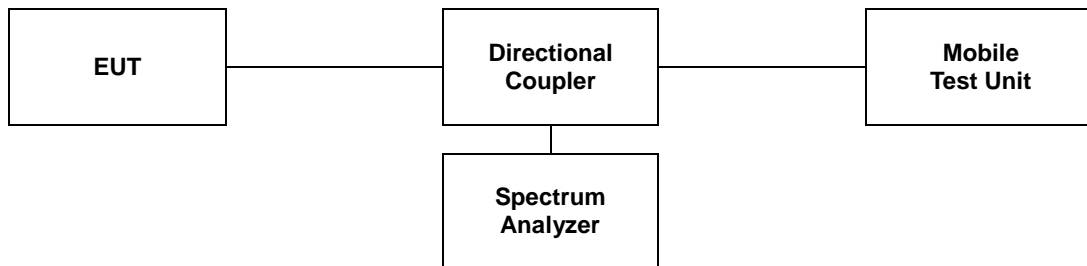 EUT
Directional
Coupler
Mobile
Test Unit
Spectrum
Analyzer